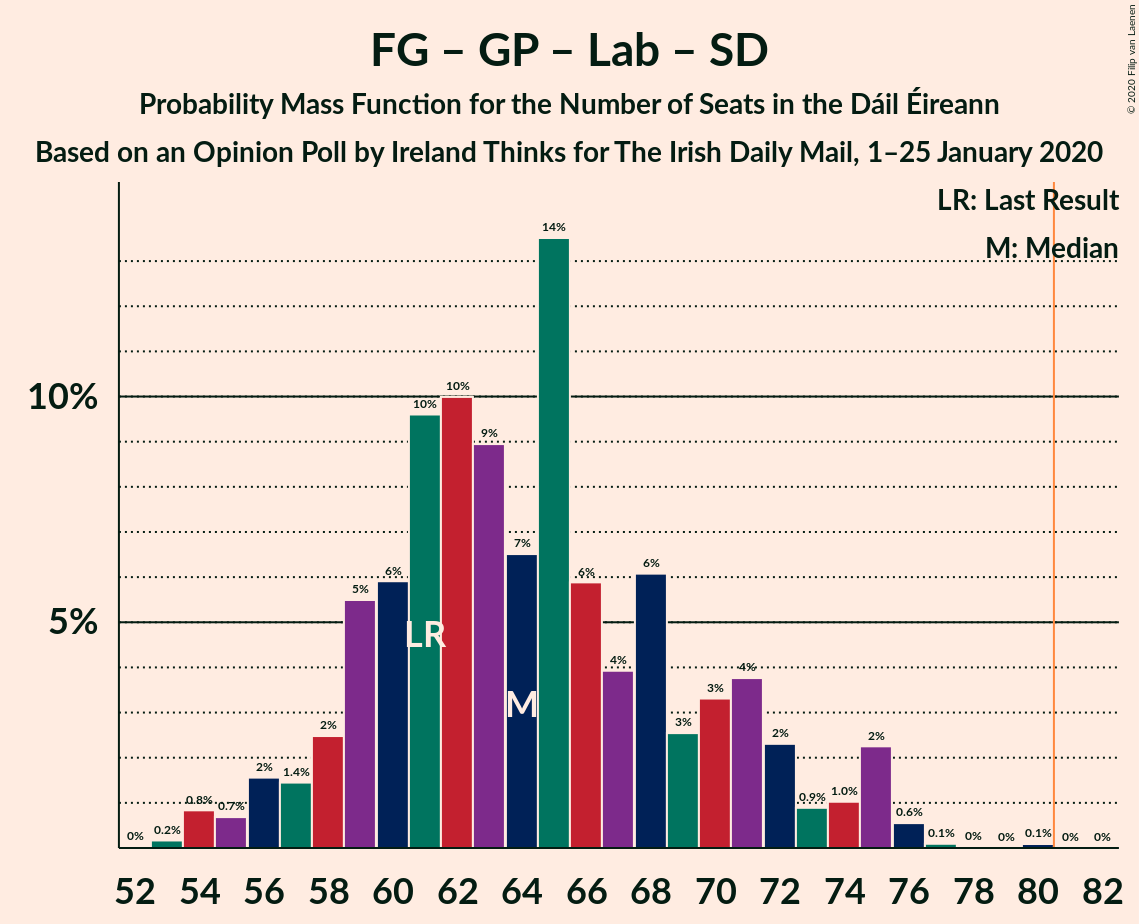 FG – GP – Lab – SD
Probability Mass Function for the Number of Seats in the Dáil Éireann
Based on an Opinion Poll by Ireland Thinks for The Irish Daily Mail, 1–25 January 2020
© 2020 Filip van Laenen
LR: Last Result
M: Median
10%
5%
0% 0.2% 0.8% 0.7% 2% 1.4% 2% 5% 6% 10% 10% 9% 7% 14% 6% 4% 6% 3% 3% 4% 2% 0.9% 1.0% 2% 0.6% 0.1% 0% 0% 0.1% 0% 0%
LR
M
52 54 56 58 60 62 64 66 68 70 72 74 76 78 80 82